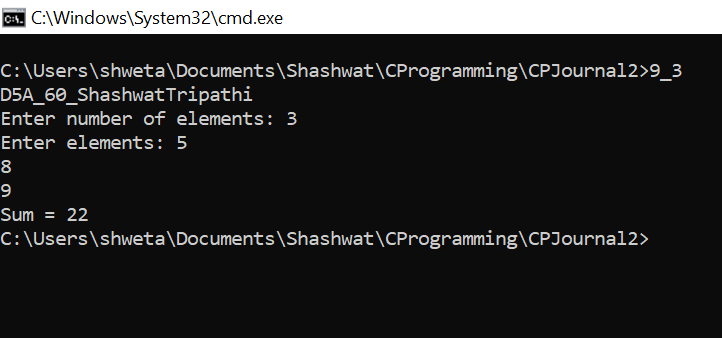 C:\Windows\System32\cmd.exe
C:\Users\shweta\Documents\Shashwat\CProgramming\CPJournal2>9_3
D5A_60_ShashwatTripathi
Enter number of elements: 3
Enter elements: 5
8
9
Sum = 22
C:\Users\shweta\Documents\Shashwat\CProgramming\CPJournal2>